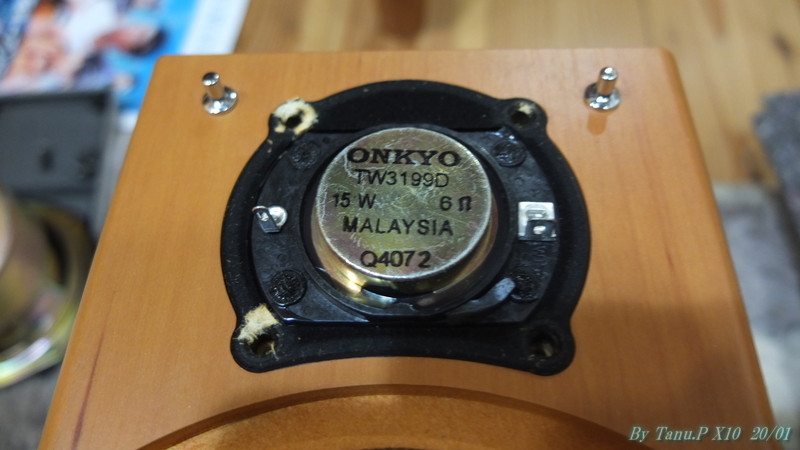 ONKYO
TW3199D
15 W 6 Ω
MALAYSIA
Q4072
By Tanu.P X10 20/01